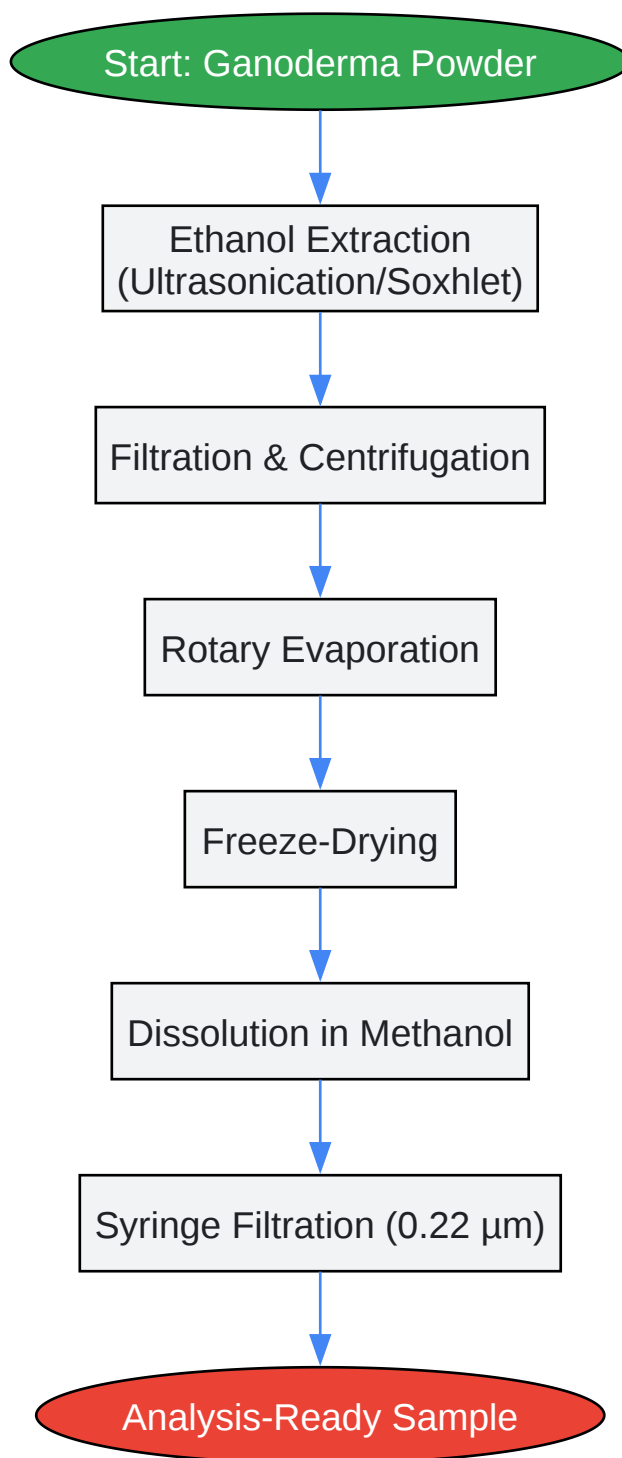 Start: Ganoderma Powder
Ethanol Extraction
(Ultrasonication/Soxhlet)
Filtration & Centrifugation
Rotary Evaporation
Freeze-Drying
Dissolution in Methanol
Syringe Filtration (0.22 µm)
Analysis-Ready Sample